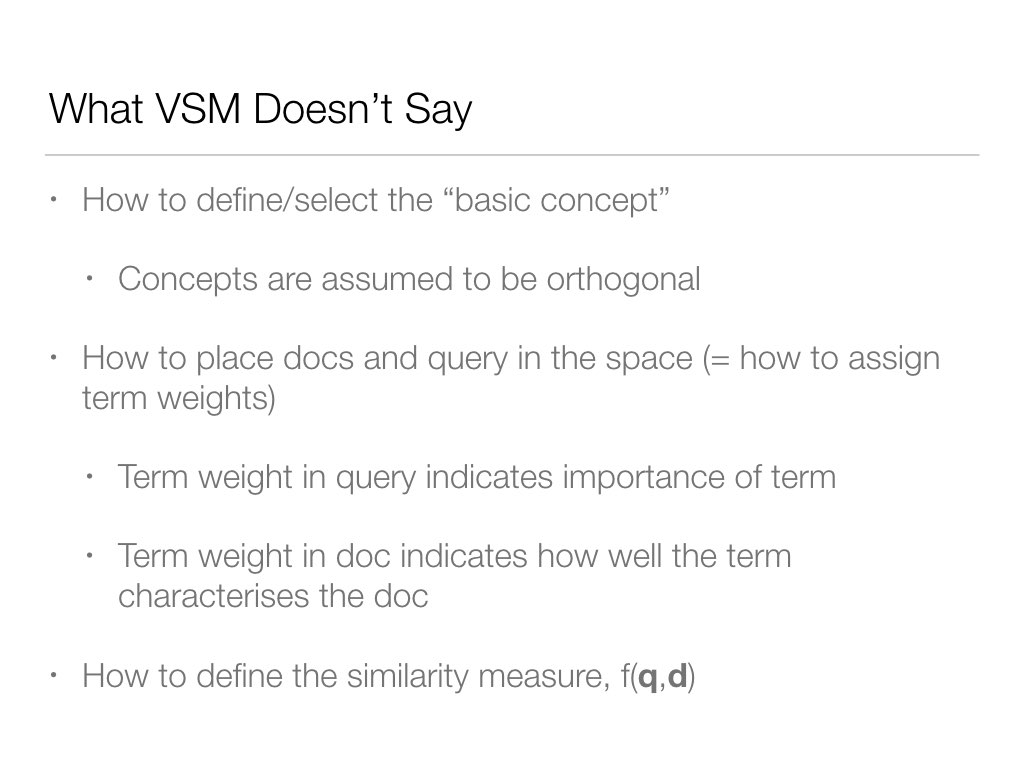 What VSM Doesn’t Say
• How to define/select the “basic concept”
• Concepts are assumed to be orthogonal
• How to place docs and query in the space (= how to assign
term weights)
• Term weight in query indicates importance of term
• Term weight in doc indicates how well the term
characterises the doc
• How to define the similarity measure, f(q,d)